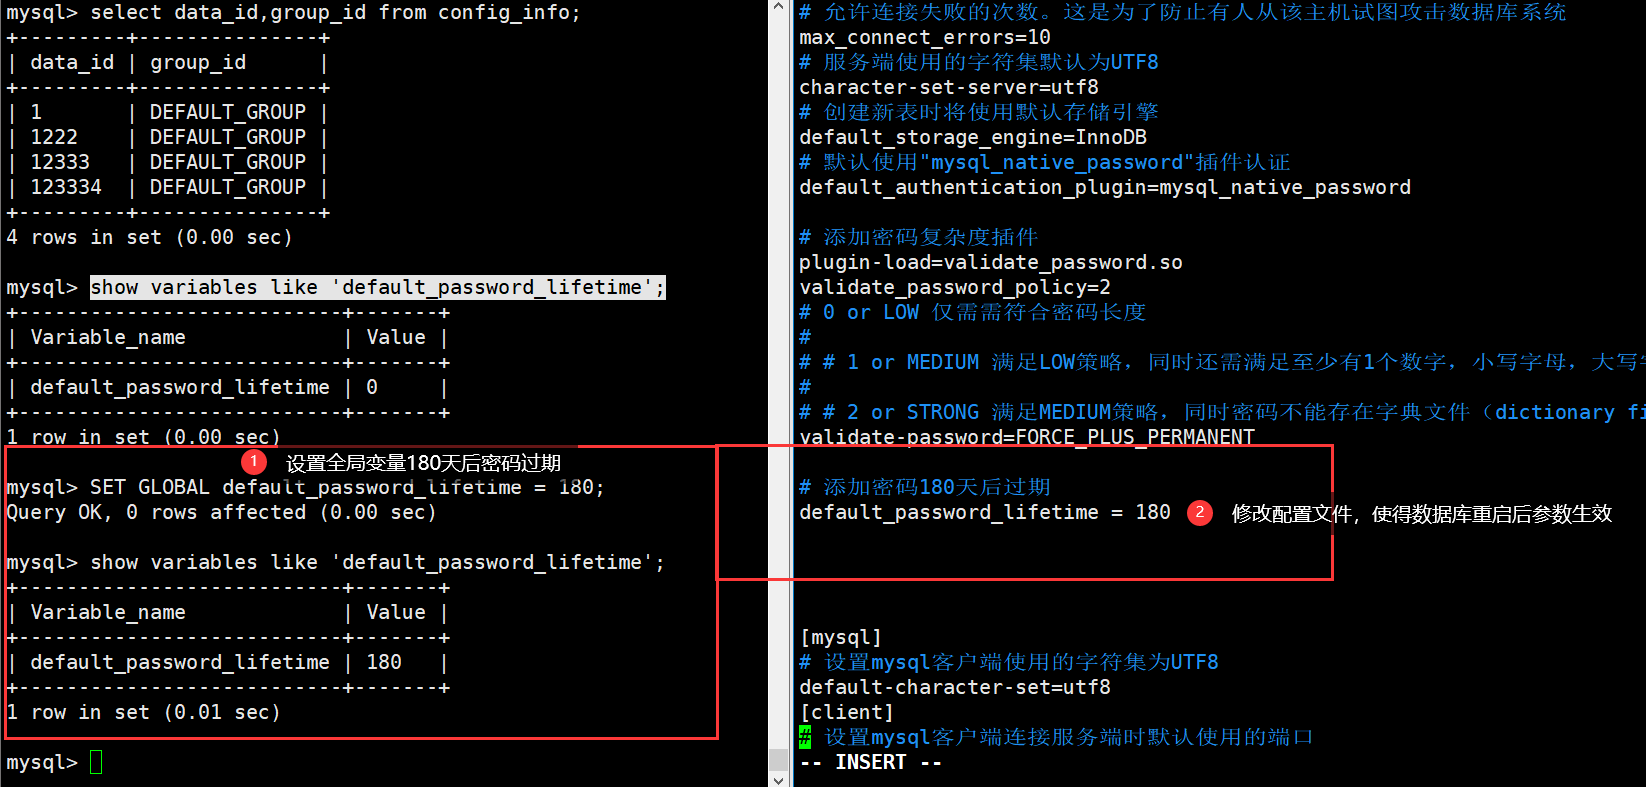 mysql> select data_id,group_id from config_info;
+---------+---------------+
| data_id | group_id      |
+---------+---------------+
| 1       | DEFAULT_GROUP |
| 1222    | DEFAULT_GROUP |
| 12333   | DEFAULT_GROUP |
| 123334  | DEFAULT_GROUP |
+---------+---------------+
4 rows in set (0.00 sec)
mysql> show variables like 'default_password_lifetime';
+---------------------------+-------+
| Variable_name             | Value |
+---------------------------+-------+
| default_password_lifetime | 0     |
+---------------------------+-------+
1 row in set (0.00 sec)
1 设置全局变量180天后密码过期
mysql> SET GLOBAL default_password_lifetime = 180;
Query OK, 0 rows affected (0.00 sec)
mysql> show variables like 'default_password_lifetime';
+---------------------------+-------+
| Variable_name             | Value |
+---------------------------+-------+
| default_password_lifetime | 180   |
+---------------------------+-------+
1 row in set (0.01 sec)
mysql>
# 允许连接失败的次数。这是为了防止有人从该主机试图攻击数据库系统
max_connect_errors=10
# 服务端使用的字符集默认为UTF8
character-set-server=utf8
# 创建新表时将使用默认存储引擎
default_storage_engine=InnoDB
# 默认使用"mysql_native_password"插件认证
default_authentication_plugin=mysql_native_password
# 添加密码复杂度插件
plugin-load=validate_password.so
validate_password_policy=2
# 0 or LOW 仅需需符合密码长度
#
# # 1 or MEDIUM 满足LOW策略，同时还需满足至少有1个数字，小写字母，大写字
#
# # 2 or STRONG 满足MEDIUM策略，同时密码不能存在字典文件（dictionary fi
validate-password=FORCE_PLUS_PERMANENT
# 添加密码180天后过期
default_password_lifetime = 180 2 修改配置文件，使得数据库重启后参数生效
[mysql]
# 设置mysql客户端使用的字符集为UTF8
default-character-set=utf8
[client]
# 设置mysql客户端连接服务端时默认使用的端口
-- INSERT --